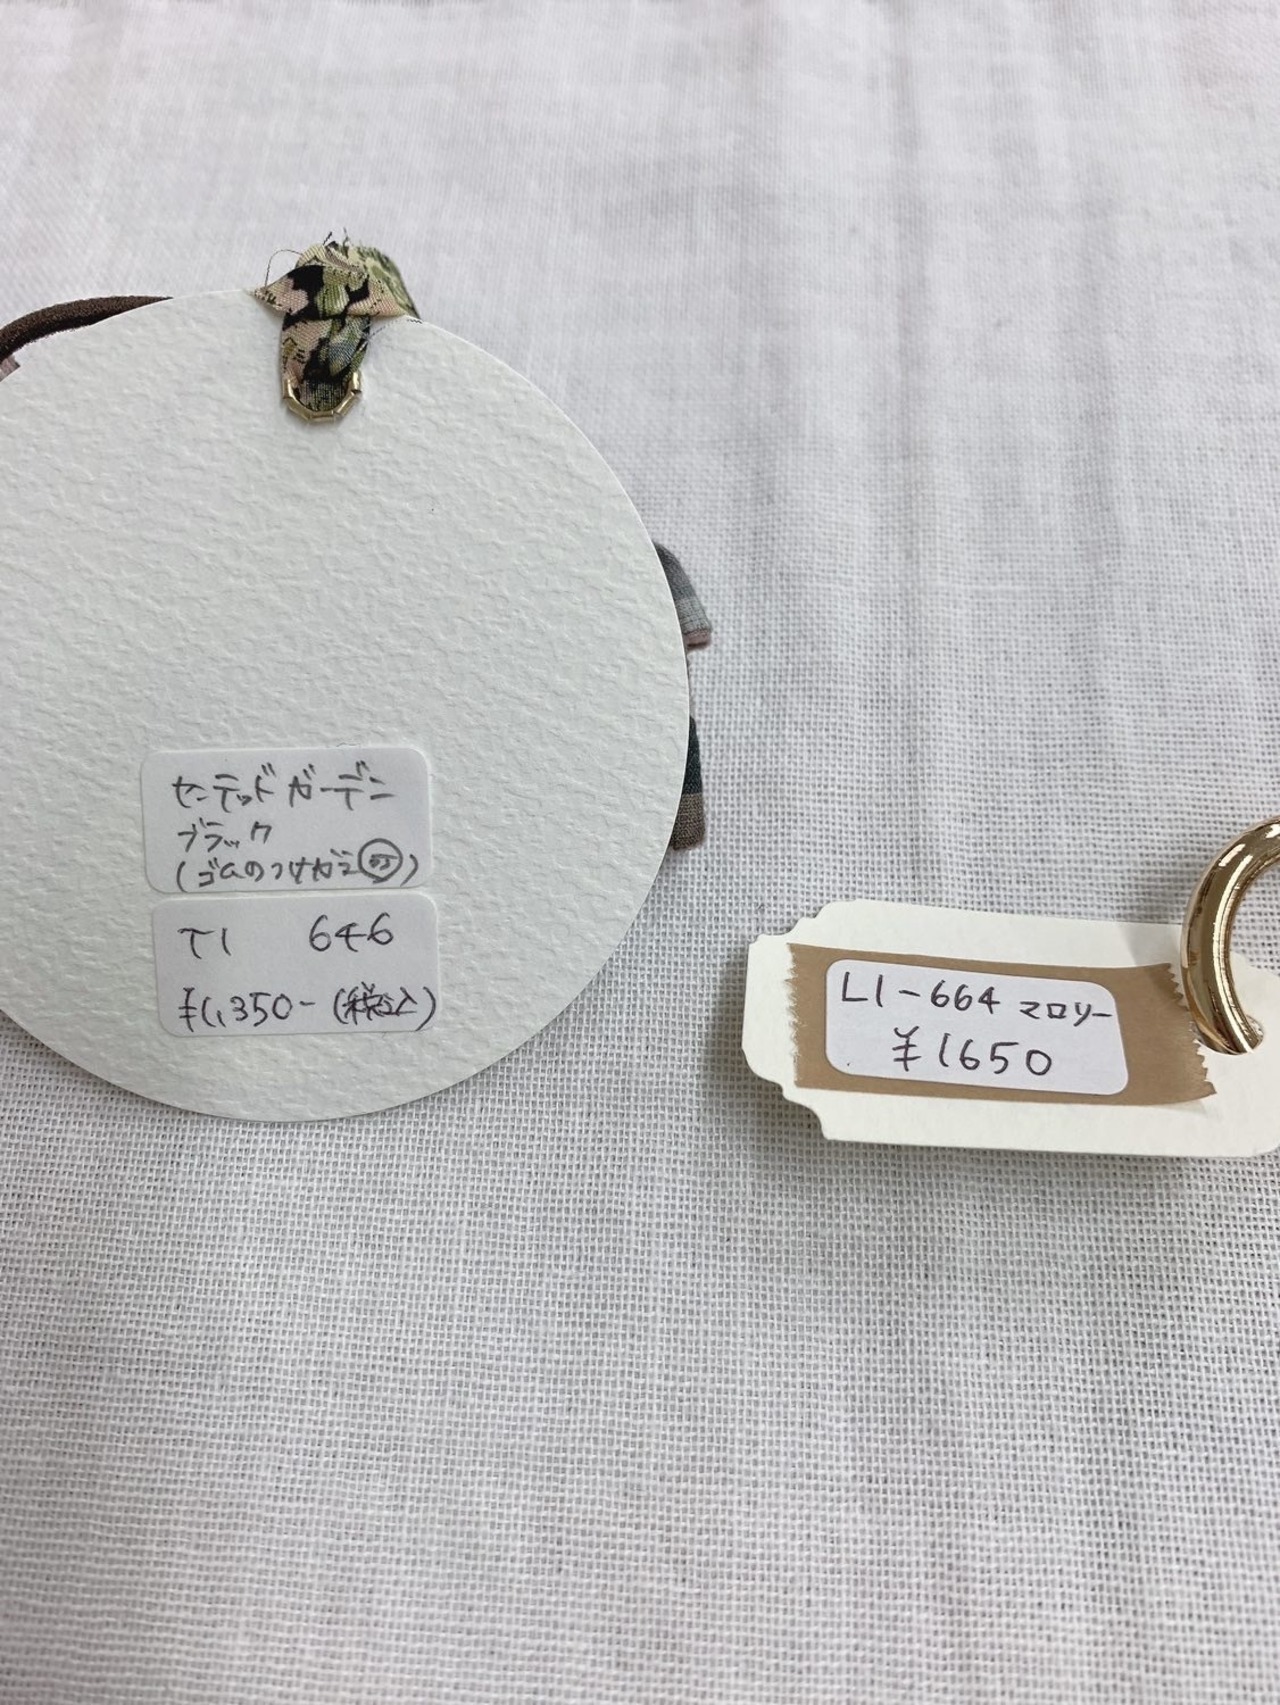 センテッドガーデン
ブラック
(ゴムのつけかえ可)
T1 646
¥1,350-(税込)
L1-664 マロリー
¥1650